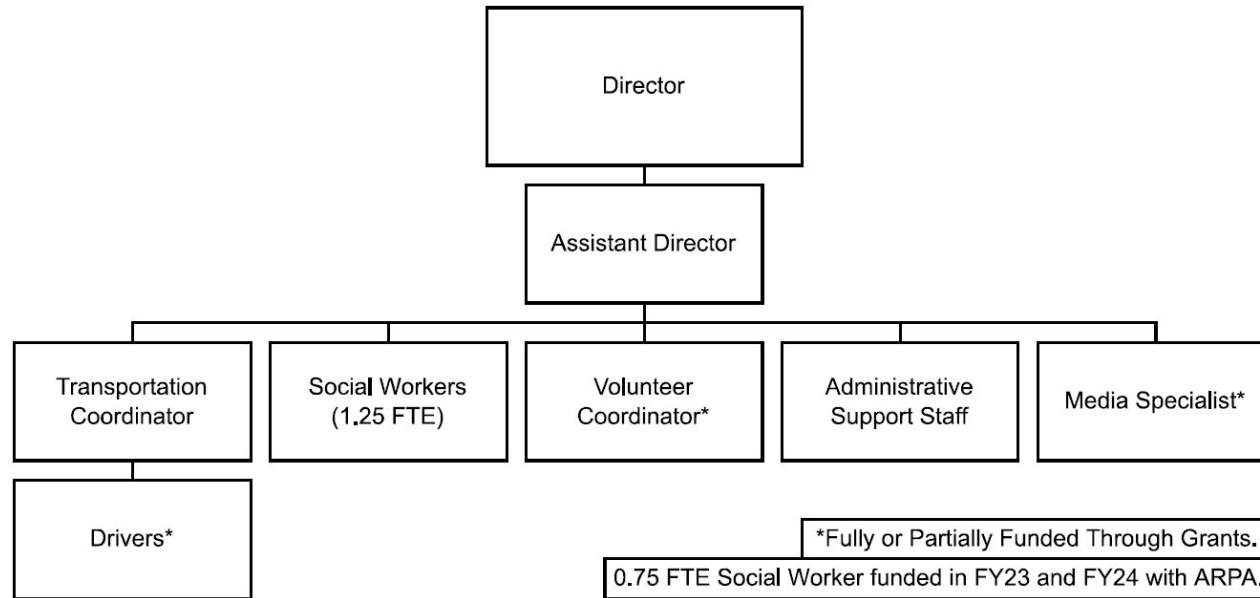 Director
Assistant Director
Transportation
Coordinator
Social Workers
(1.25 FTE)
Volunteer
Coordinator*
Administrative
Support Staff
Media Specialist*
Drivers*
*Fully or Partially Funded Through Grants.
0.75 FTE Social Worker funded in FY23 and FY24 with ARPA.